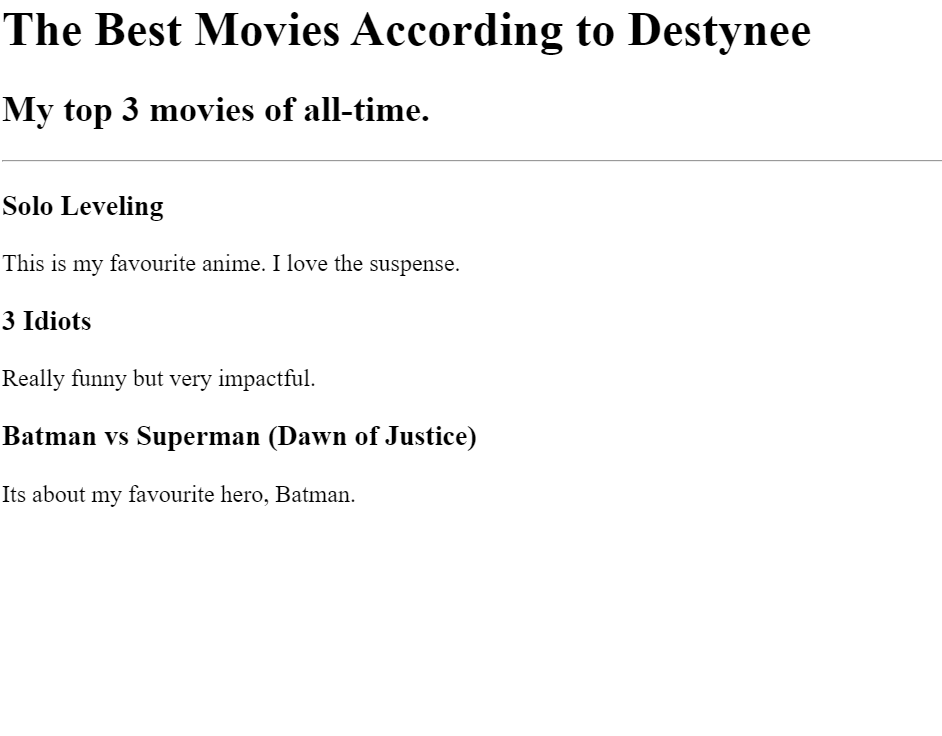 The Best Movies According to Destynee
My top 3 movies of all-time.
Solo Leveling
This is my favourite anime. I love the suspense.
3 Idiots
Really funny but very impactful.
Batman vs Superman (Dawn of Justice)
Its about my favourite hero, Batman.